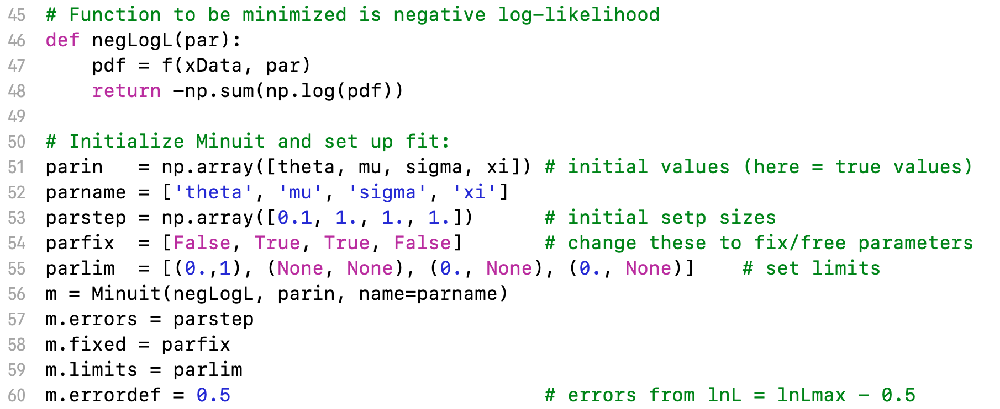 45 # Function to be minimized is negative log-likelihood
46 def negLogL(par):
47     pdf = f(xData, par)
48     return -np.sum(np.log(pdf))
49
50 # Initialize Minuit and set up fit:
51 parin   = np.array([theta, mu, sigma, xi]) # initial values (here = true values)
52 parname = ['theta', 'mu', 'sigma', 'xi']
53 parstep = np.array([0.1, 1., 1., 1.])      # initial setp sizes
54 parfix  = [False, True, True, False]       # change these to fix/free parameters
55 parlim  = [(0.,1), (None, None), (0., None), (0., None)]    # set limits
56 m = Minuit(negLogL, parin, name=parname)
57 m.errors = parstep
58 m.fixed = parfix
59 m.limits = parlim
60 m.errordef = 0.5                           # errors from lnL = lnLmax - 0.5